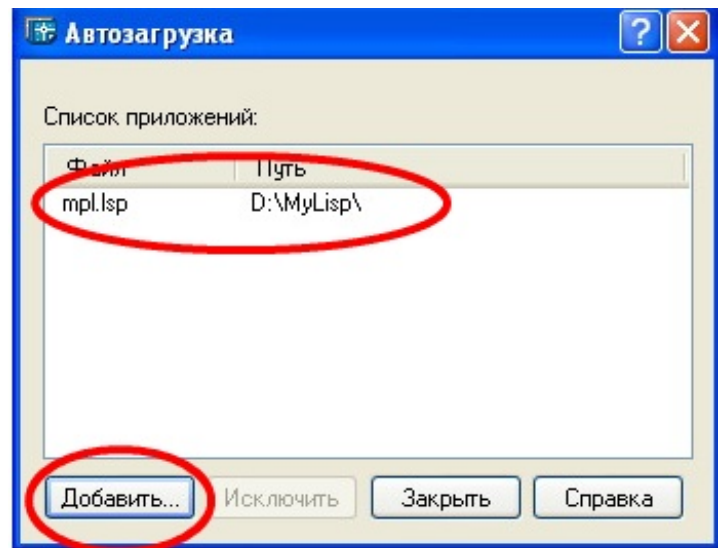 Автозагрузка
Список приложений:
Файл Путь
mpl.lsp D:\MyLisp\
Добавить... Исключить Закрыть Справка